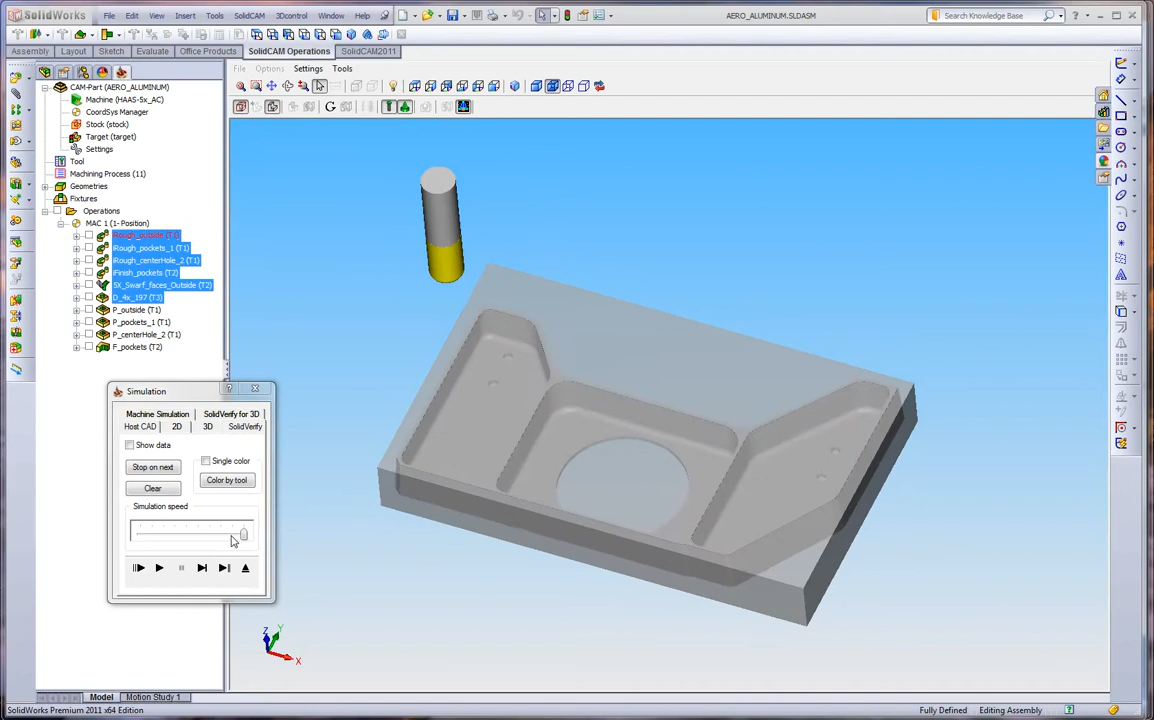 SolidWorks
File Edit View Insert Tools SolidCAM 3Dcontrol Window Help
AERO_ALUMINUM.SLDASM
Search Knowledge Base
Assembly Layout Sketch Evaluate Office Products SolidCAM Operations SolidCAM2011
File Options Settings Tools
CAM-Part (AERO_ALUMINUM)
Machine (HAAS-5x_AC)
CoordSys Manager
Stock (stock)
Target (target)
Settings
Tool
Machining Process (11)
Geometries
Fixtures
Operations
MAC 1 (1- Position)
iRough_outside (T1)
iRough_pockets_1 (T1)
iRough_centerHole_2 (T1)
iFinish_pockets (T2)
5X_Swarf_faces_Outside (T2)
D_4x_197 (T3)
P_outside (T1)
P_pockets_1 (T1)
P_centerHole_2 (T1)
F_pockets (T2)
Simulation
Machine Simulation SolidVerify for 3D
Host CAD 2D 3D SolidVerify
Show data
Stop on next
Single color
Clear
Color by tool
Simulation speed
Z Y X
Model Motion Study 1
SolidWorks Premium 2011 x64 Edition
Fully Defined Editing Assembly